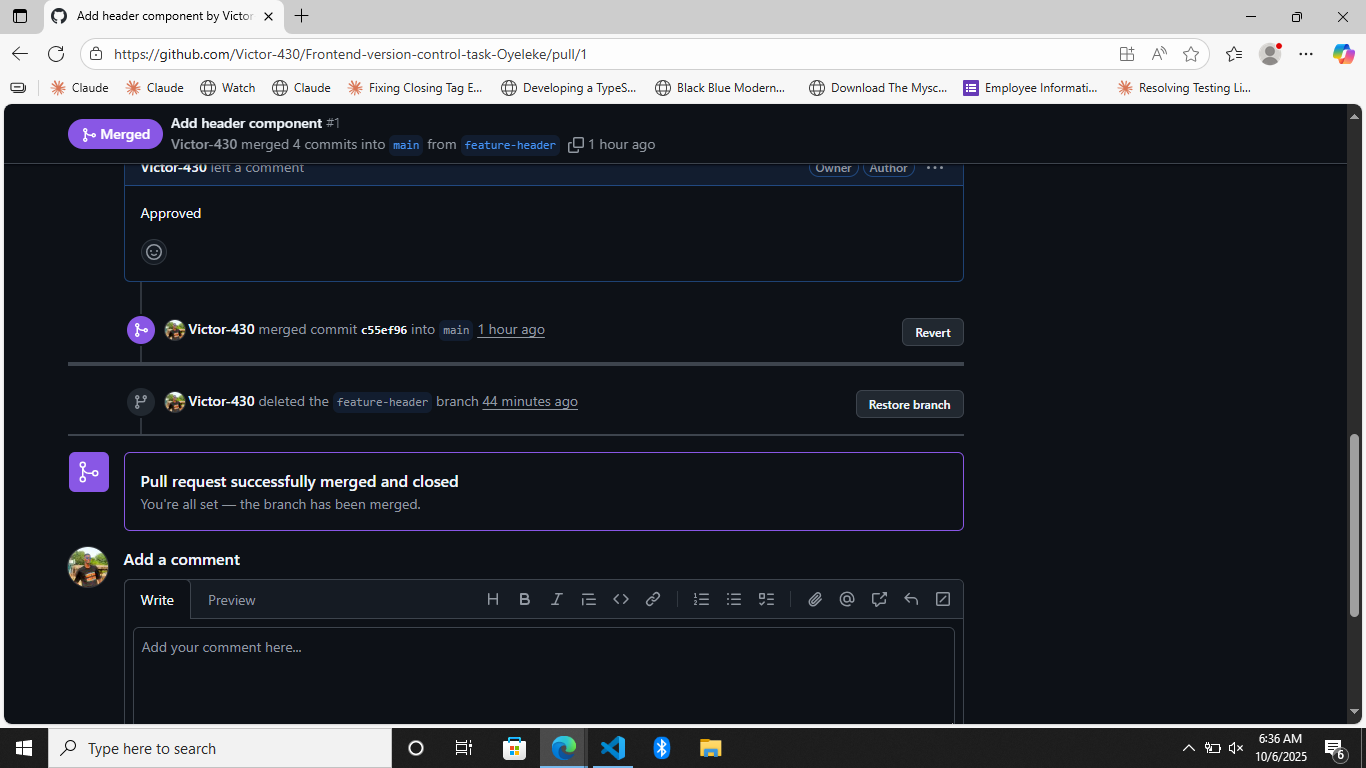 Add header component by Victor
https://github.com/Victor-430/Frontend-version-control-task-Oyeleke/pull/1
Claude
Claude
Watch
Claude
Fixing Closing Tag E...
Developing a TypeS...
Black Blue Modern...
Download The Mysc...
Employee Informati...
Resolving Testing Li...
Merged
Add header component #1
Victor-430 merged 4 commits into main from feature-header 1 hour ago
Victor-430 left a comment
Owner
Author
Approved
Victor-430 merged commit c55ef96 into main 1 hour ago
Revert
Victor-430 deleted the feature-header branch 44 minutes ago
Restore branch
Pull request successfully merged and closed
You're all set — the branch has been merged.
Add a comment
Write
Preview
Add your comment here...
Type here to search
6:36 AM
10/6/2025
6